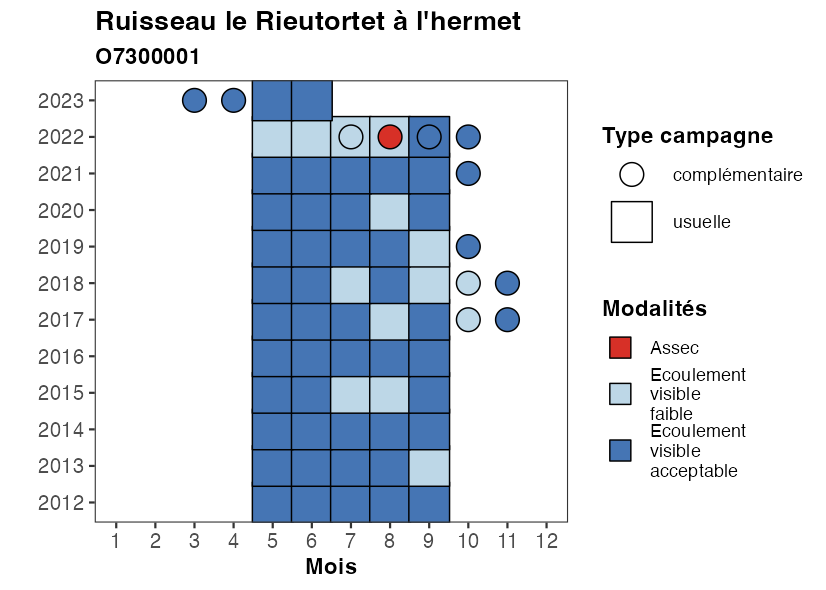 Ruisseau le Rieutortet à l'hermet
O7300001
2023
2022
2021
2020
2019
2018
2017
2016
2015
2014
2013
2012
1 2 3 4 5 6 7 8 9 10 11 12
Mois
Type campagne
complémentaire
usuelle
Modalités
Assec
Ecoulement
visible
faible
Ecoulement
visible
acceptable